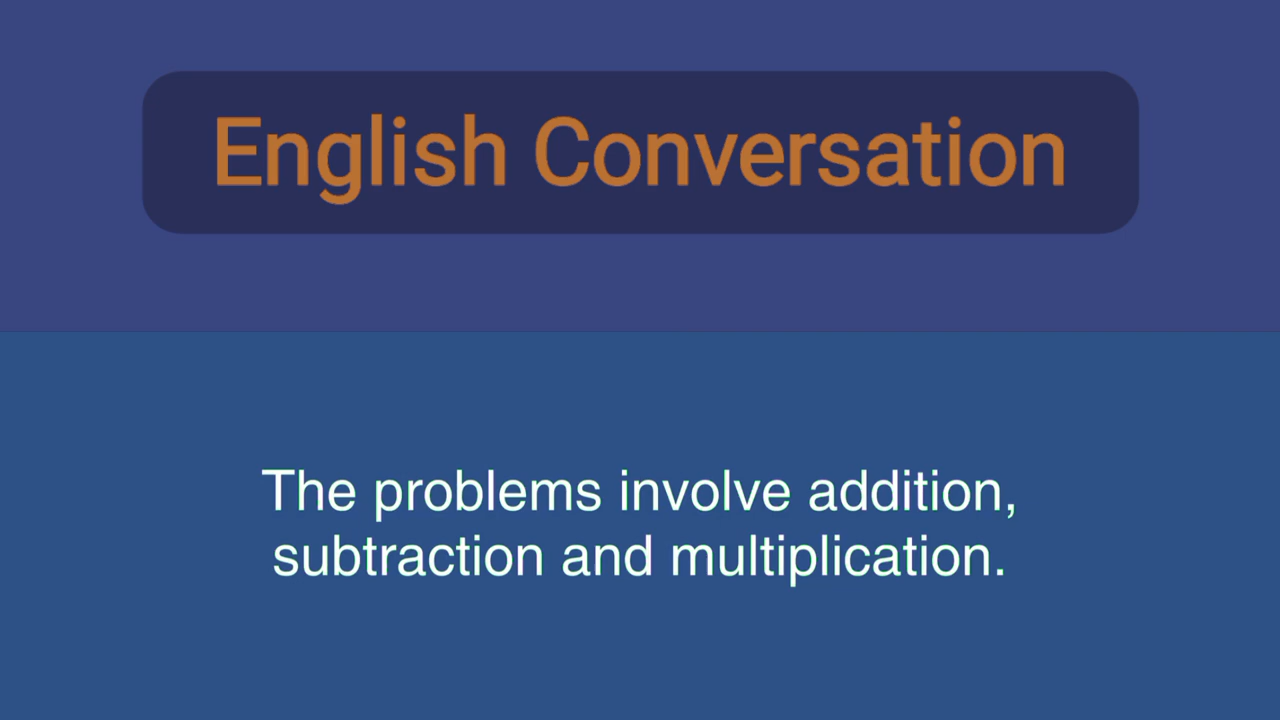 English Conversation
The problems involve addition,
subtraction and multiplication.